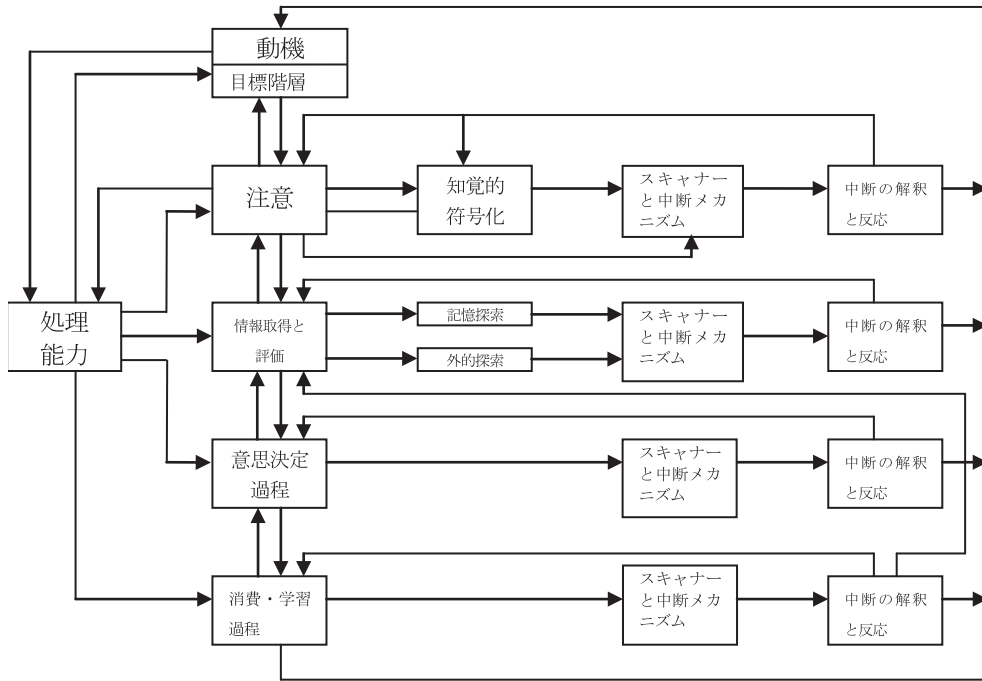 動機
目標階層
注意
知覚的
符号化
スキャナー
と中断メカ
ニズム
中断の解釈
と反応
処理
能力
情報取得と
評価
記憶探索
外的探索
スキャナー
と中断メカ
ニズム
中断の解釈
と反応
意思決定
過程
スキャナー
と中断メカ
ニズム
中断の解釈
と反応
消費・学習
過程
スキャナー
と中断メカ
ニズム
中断の解釈
と反応